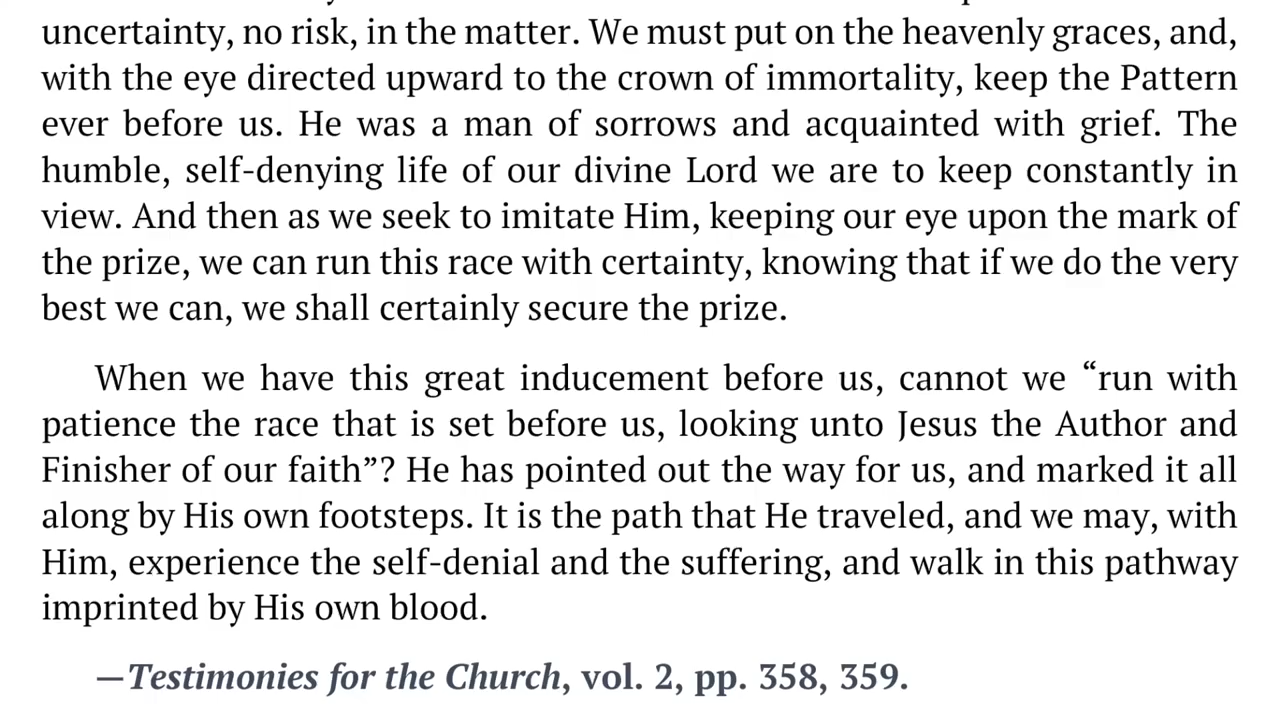 uncertainty, no risk, in the matter. We must put on the heavenly graces, and,
with the eye directed upward to the crown of immortality, keep the Pattern
ever before us. He was a man of sorrows and acquainted with grief. The
humble, self-denying life of our divine Lord we are to keep constantly in
view. And then as we seek to imitate Him, keeping our eye upon the mark of
the prize, we can run this race with certainty, knowing that if we do the very
best we can, we shall certainly secure the prize.
When we have this great inducement before us, cannot we “run with
patience the race that is set before us, looking unto Jesus the Author and
Finisher of our faith”? He has pointed out the way for us, and marked it all
along by His own footsteps. It is the path that He traveled, and we may, with
Him, experience the self-denial and the suffering, and walk in this pathway
imprinted by His own blood.
—Testimonies for the Church, vol. 2, pp. 358, 359.